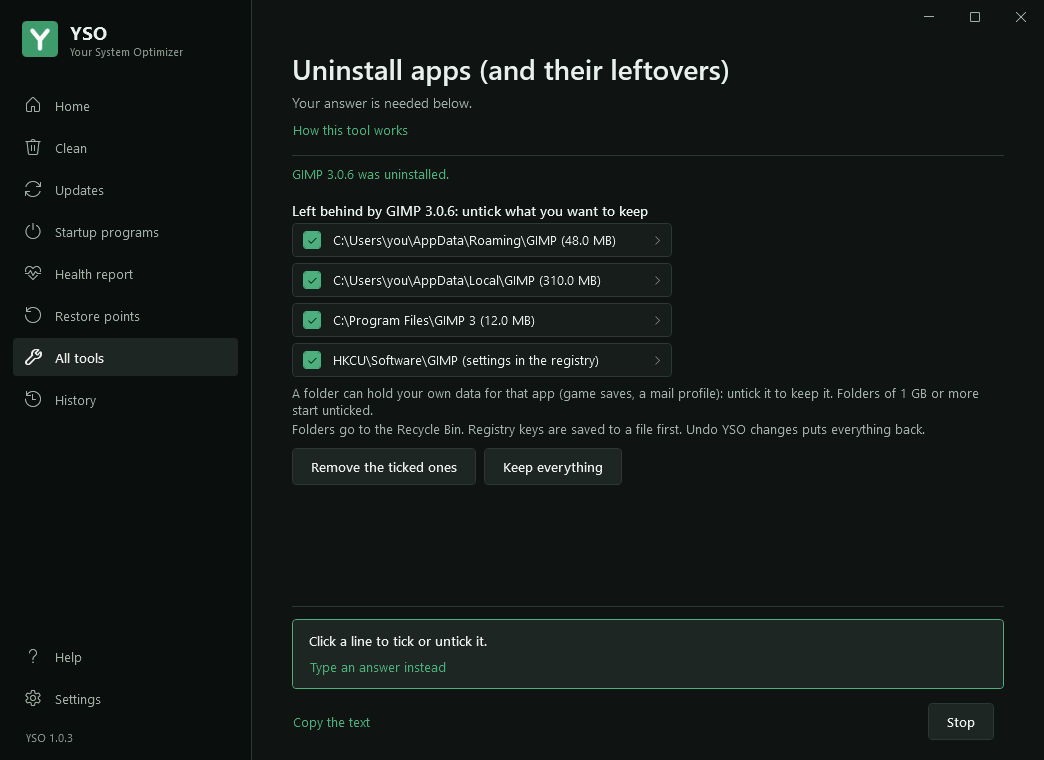 YSO
Your System Optimizer
Home
Clean
Updates
Startup programs
Health report
Restore points
All tools
History
Help
Settings
YSO 1.0.3
Uninstall apps (and their leftovers)
Your answer is needed below.
How this tool works
GIMP 3.0.6 was uninstalled.
Left behind by GIMP 3.0.6: untick what you want to keep
C:\Users\you\AppData\Roaming\GIMP (48.0 MB)
C:\Users\you\AppData\Local\GIMP (310.0 MB)
C:\Program Files\GIMP 3 (12.0 MB)
HKCU\Software\GIMP (settings in the registry)
A folder can hold your own data for that app (game saves, a mail profile): untick it to keep it. Folders of 1 GB or more
start unticked.
Folders go to the Recycle Bin. Registry keys are saved to a file first. Undo YSO changes puts everything back.
Remove the ticked ones
Keep everything
Click a line to tick or untick it.
Type an answer instead
Copy the text
Stop